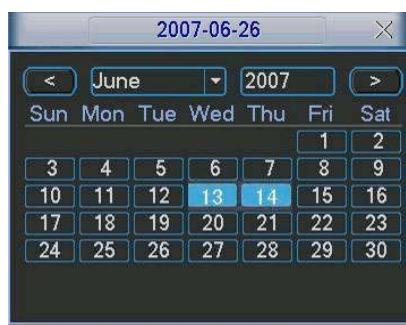 2007-06-26
< June 2007 >
Sun Mon Tue Wed Thu Fri Sat
1 2
3 4 5 6 7 8 9
10 11 12 13 14 15 16
17 18 19 20 21 22 23
24 25 26 27 28 29 30